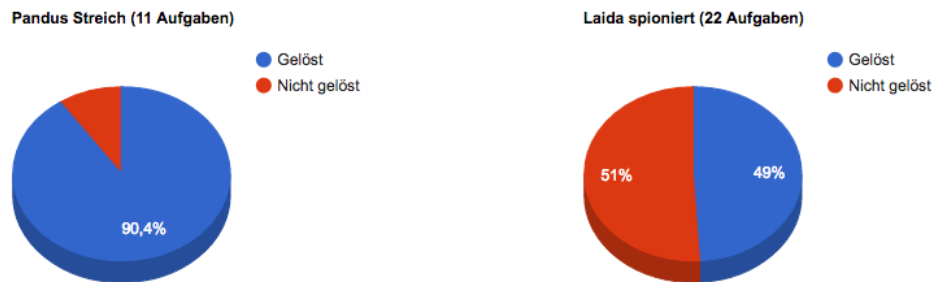 Pandus Streich (11 Aufgaben)
Gelöst
Nicht gelöst
90,4%
Laida spioniert (22 Aufgaben)
Gelöst
Nicht gelöst
51%
49%